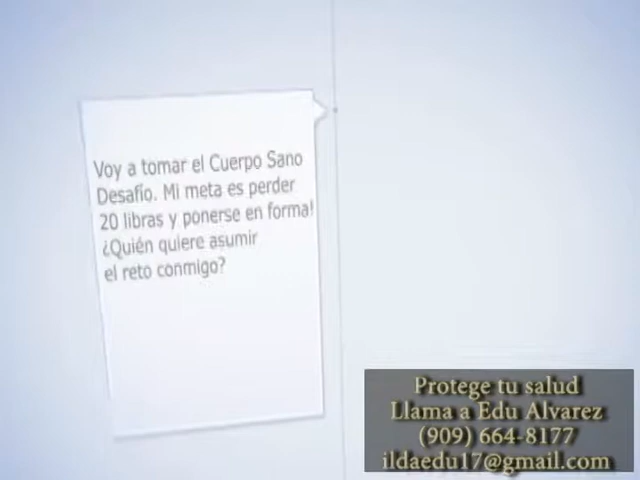 Voy a tomar el Cuerpo Sano
Desafío. Mi meta es perder
20 libras y ponerse en forma!
¿Quién quiere asumir
el reto conmigo?
Protege tu salud
Llama a Edu Alvarez
(909) 664-8177
ildaedu17@gmail.com